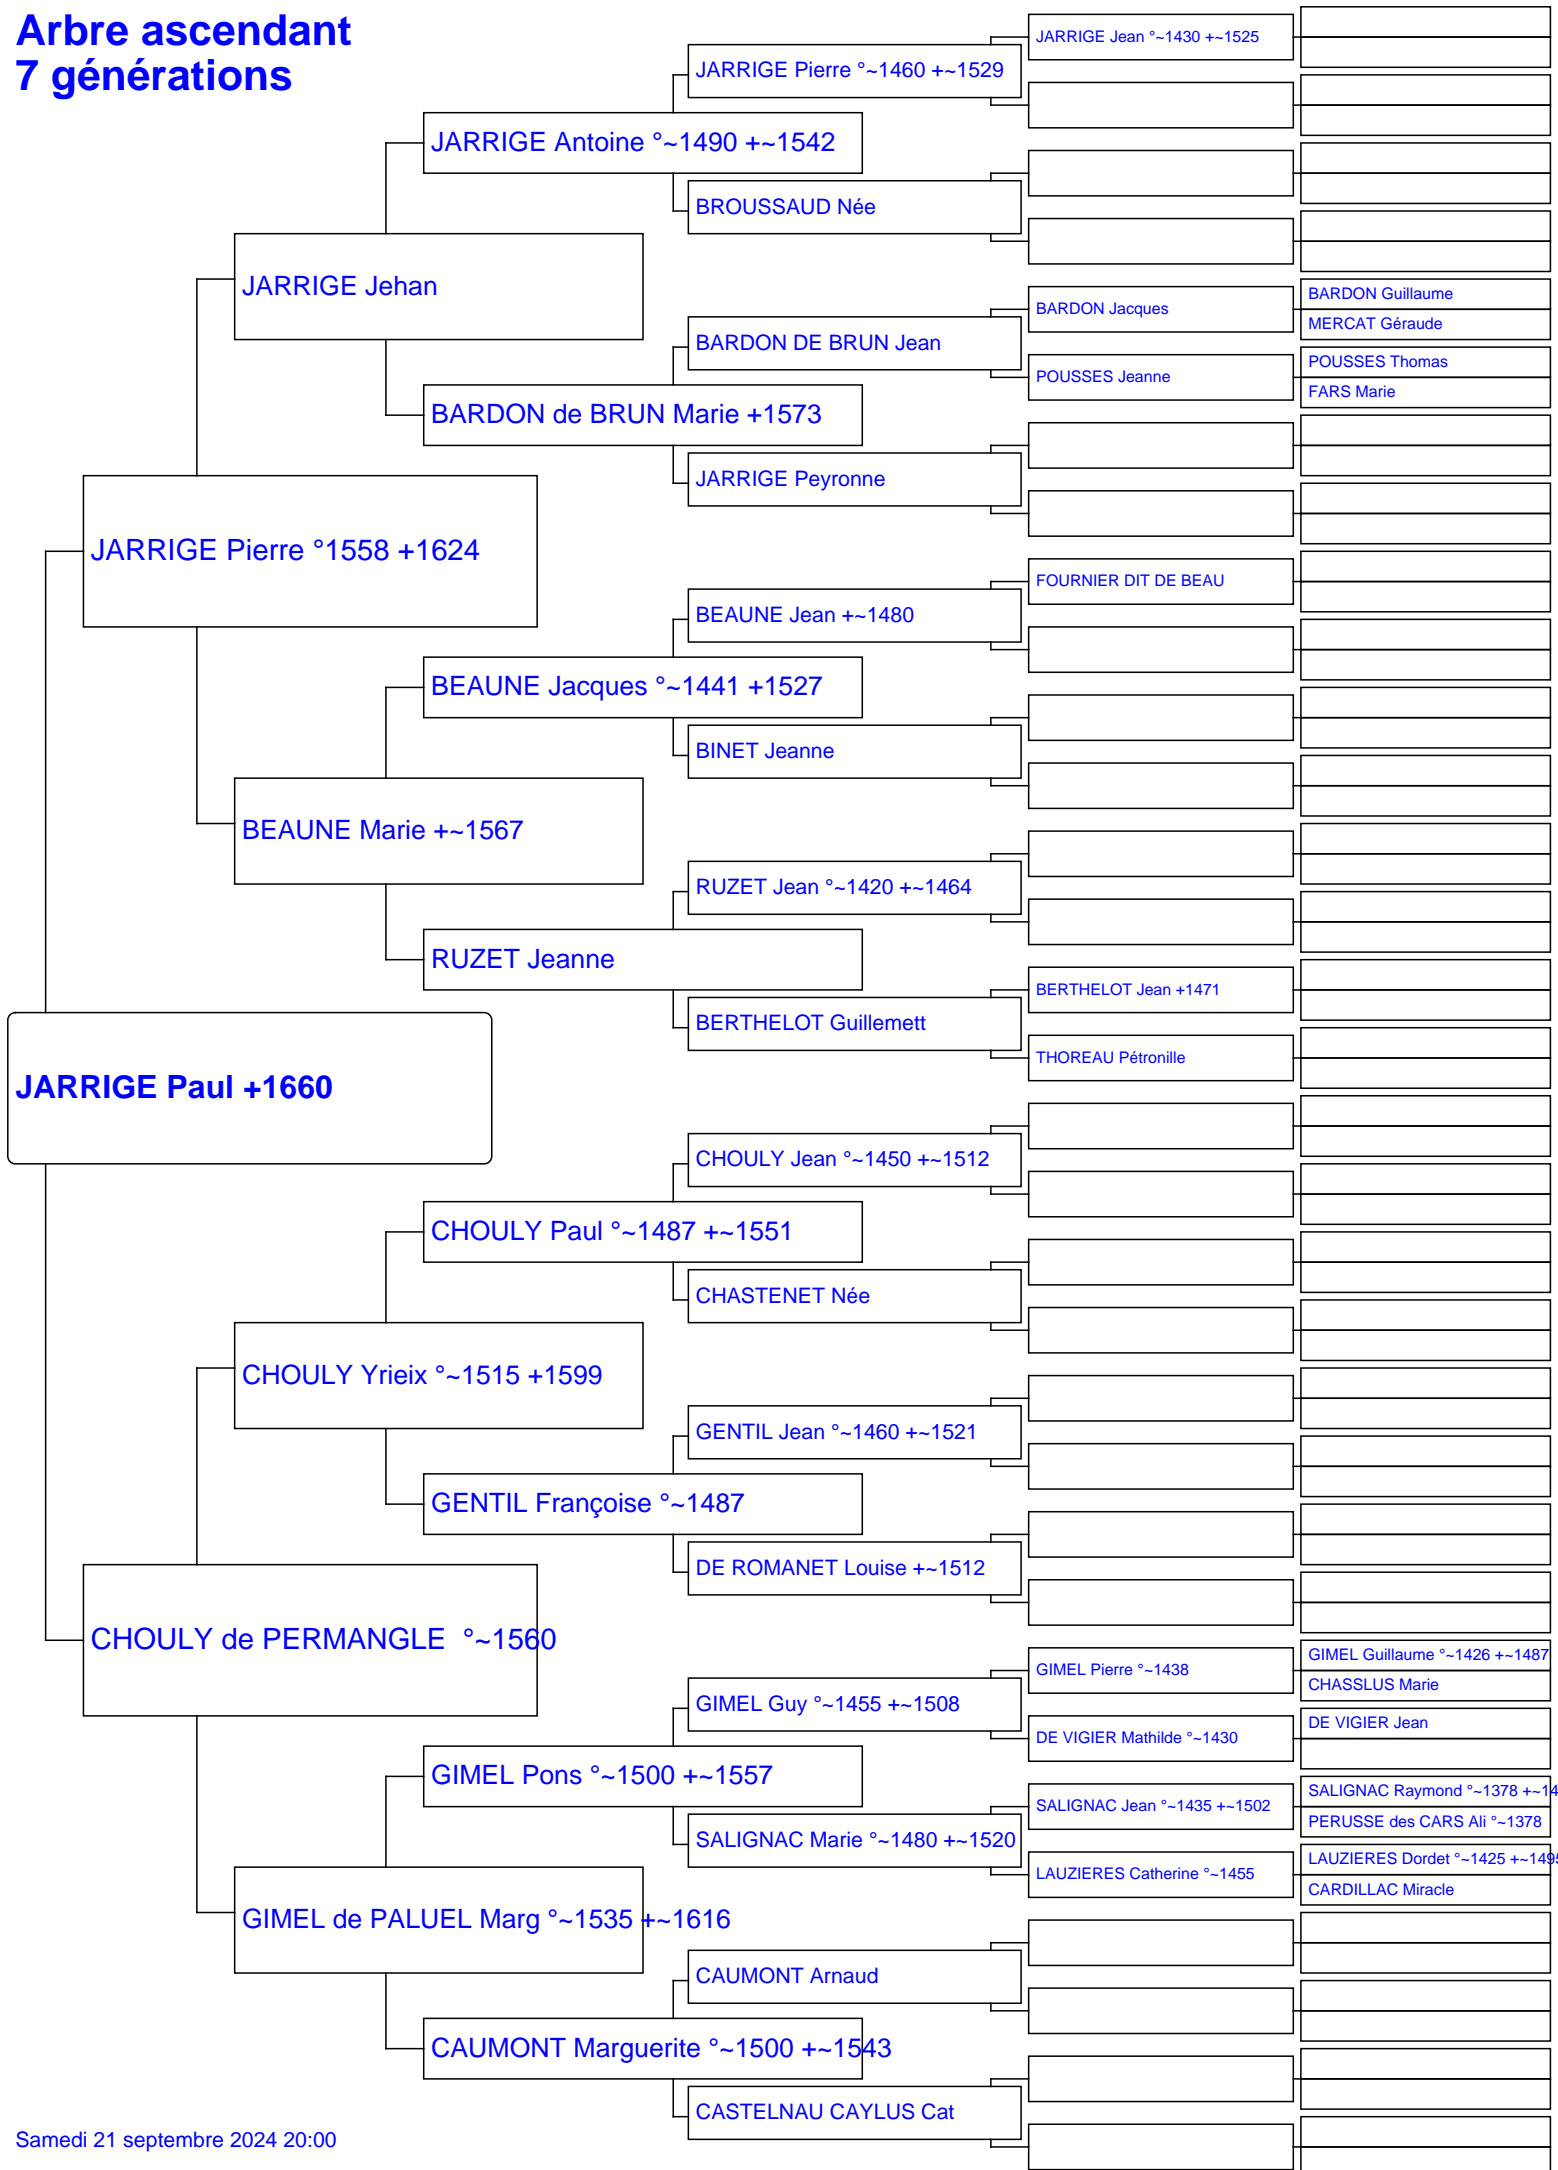 Arbre ascendant
7 générations
JARRIGE Jean °~1430 +~1525
JARRIGE Pierre °~1460 +~1529
JARRIGE Antoine °~1490 +~1542
BROUSSAUD Née
JARRIGE Jehan
BARDON Guillaume
BARDON Jacques
MERCAT Géraude
BARDON DE BRUN Jean
POUSSES Thomas
POUSSES Jeanne
FARS Marie
BARDON de BRUN Marie +1573
JARRIGE Peyronne
JARRIGE Pierre °1558 +1624
FOURNIER DIT DE BEAU
BEAUNE Jean +~1480
BEAUNE Jacques °~1441 +1527
BINET Jeanne
BEAUNE Marie +~1567
RUZET Jean °~1420 +~1464
RUZET Jeanne
BERTHELOT Jean +1471
BERTHELOT Guillemett
THOREAU Pétronille
JARRIGE Paul +1660
CHOULY Jean °~1450 +~1512
CHOULY Paul °~1487 +~1551
CHASTENET Née
CHOULY Yrieix °~1515 +1599
GENTIL Jean °~1460 +~1521
GENTIL Françoise °~1487
DE ROMANET Louise +~1512
CHOULY de PERMANGLE °~1560
GIMEL Guillaume °~1426 +~1487
GIMEL Pierre °~1438
CHASSLUS Marie
GIMEL Guy °~1455 +~1508
DE VIGIER Jean
DE VIGIER Mathilde °~1430
GIMEL Pons °~1500 +~1557
SALIGNAC Raymond °~1378 +~14
SALIGNAC Jean °~1435 +~1502
PERUSSE des CARS Ali °~1378
SALIGNAC Marie °~1480 +~1520
LAUZIERES Dordet °~1425 +~1495
LAUZIERES Catherine °~1455
CARDILLAC Miracle
GIMEL de PALUEL Marg °~1535 +~1616
CAUMONT Arnaud
CAUMONT Marguerite °~1500 +~1543
CASTELNAU CAYLUS Cat
Samedi 21 septembre 2024 20:00